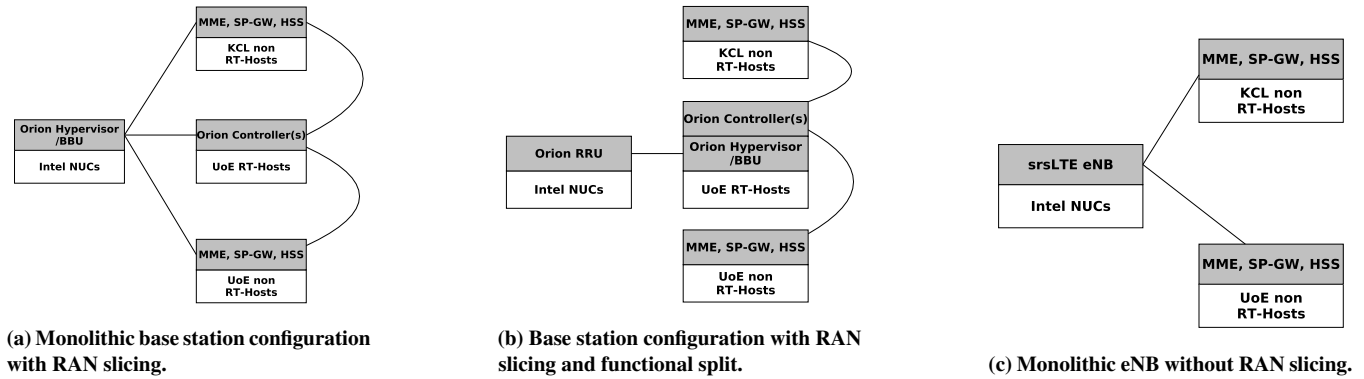 MME, SP-GW, HSS
KCL non
RT-Hosts
Orion Hypervisor
/BBU
Intel NUCs
Orion Controller(s)
UoE RT-Hosts
MME, SP-GW, HSS
UoE non
RT-Hosts
(a) Monolithic base station configuration
with RAN slicing.
MME, SP-GW, HSS
KCL non
RT-Hosts
Orion RRU
Intel NUCs
Orion Controller(s)
Orion Hypervisor
/BBU
UoE RT-Hosts
MME, SP-GW, HSS
UoE non
RT-Hosts
(b) Base station configuration with RAN
slicing and functional split.
MME, SP-GW, HSS
KCL non
RT-Hosts
srsLTE eNB
Intel NUCs
MME, SP-GW, HSS
UoE non
RT-Hosts
(c) Monolithic eNB without RAN slicing.